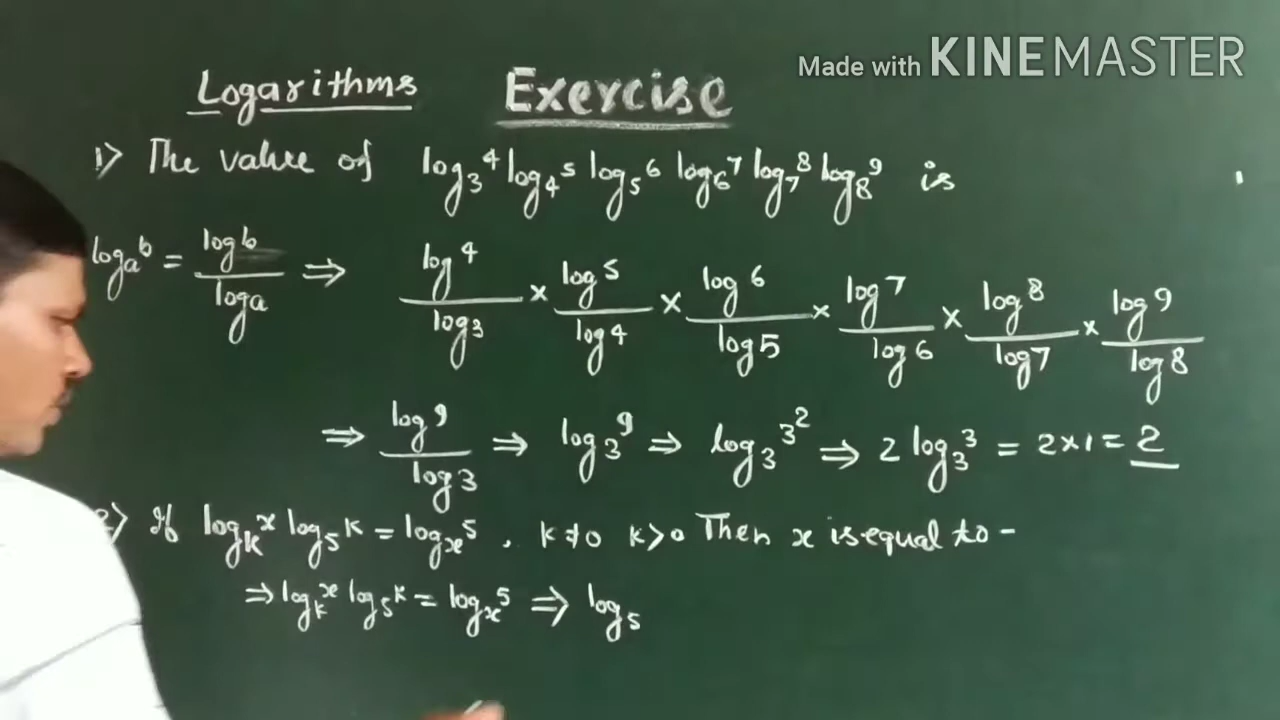 Made with KINEMASTER
Logarithms Exercise
1) The value of log₃⁴ log₄⁵ log₅⁶ log₆⁷ log₇⁸ log₈⁹ is
logₐᵇ = log b / log a ⇒ log 4 / log 3 × log 5 / log 4 × log 6 / log 5 × log 7 / log 6 × log 8 / log 7 × log 9 / log 8
⇒ log 9 / log 3 ⇒ log₃⁹ ⇒ log₃ 3² ⇒ 2 log₃³ = 2×1 = 2
2) If logₖˣ log₅ᵏ = logₓ⁵ , K≠0 K>0 Then x is equal to -
⇒ logₖˣ log₅ᵏ = logₓ⁵ ⇒ log₅